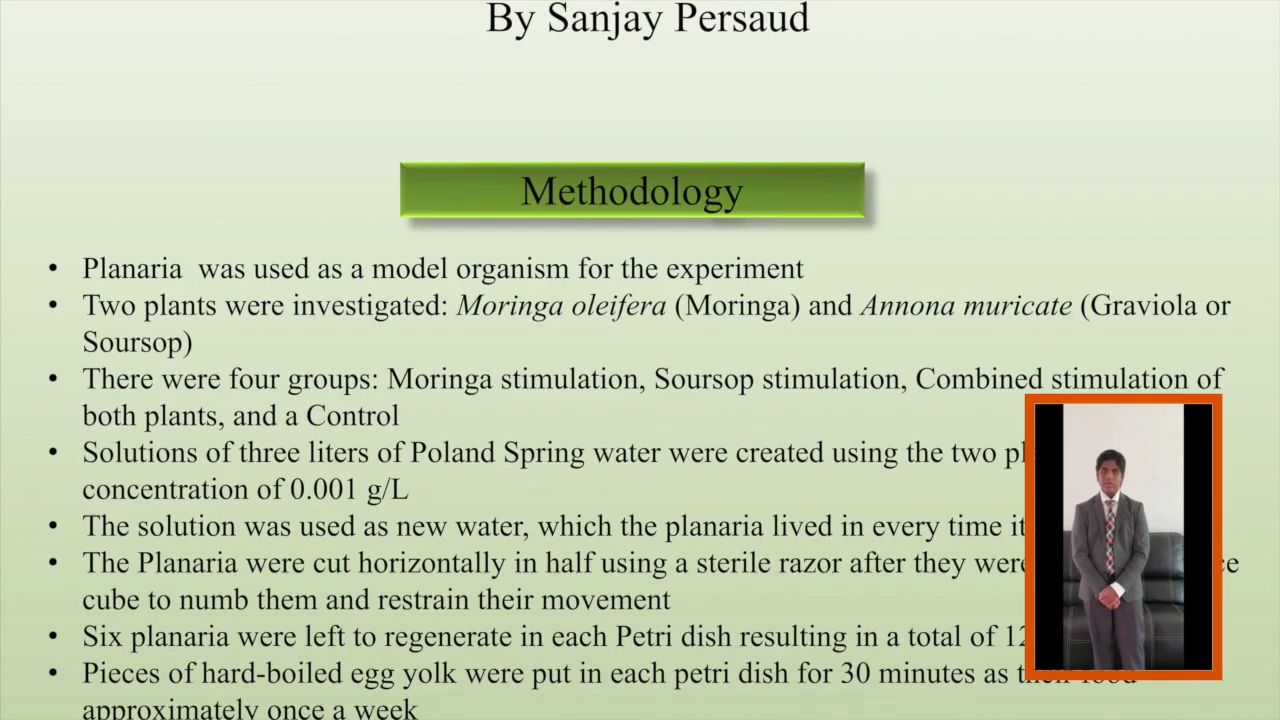 By Sanjay Persaud
Methodology
• Planaria was used as a model organism for the experiment
• Two plants were investigated: Moringa oleifera (Moringa) and Annona muricate (Graviola or
Soursop)
• There were four groups: Moringa stimulation, Soursop stimulation, Combined stimulation of
both plants, and a Control
• Solutions of three liters of Poland Spring water were created using the two
concentration of 0.001 g/L
• The solution was used as new water, which the planaria lived in every time
• The Planaria were cut horizontally in half using a sterile razor after they were
cube to numb them and restrain their movement
• Six planaria were left to regenerate in each Petri dish resulting in a total of
• Pieces of hard-boiled egg yolk were put in each petri dish for 30 minutes as their food
approximately once a week